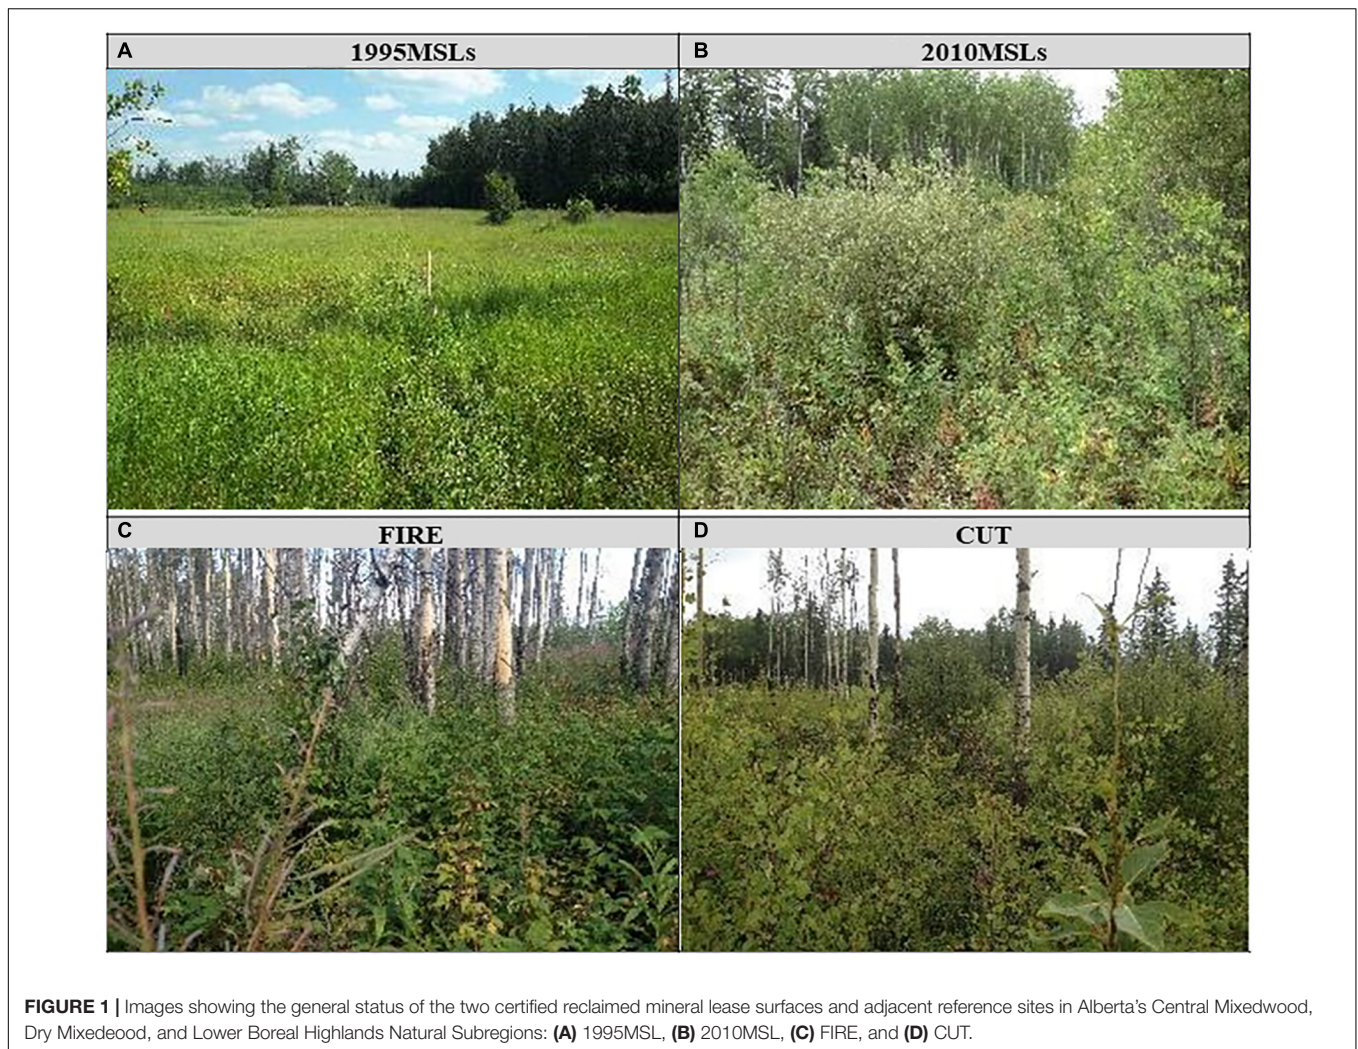 A 1995MSLs
B 2010MSLs
C FIRE
D CUT
FIGURE 1 | Images showing the general status of the two certified reclaimed mineral lease surfaces and adjacent reference sites in Alberta's Central Mixedwood,
Dry Mixedeood, and Lower Boreal Highlands Natural Subregions: (A) 1995MSL, (B) 2010MSL, (C) FIRE, and (D) CUT.